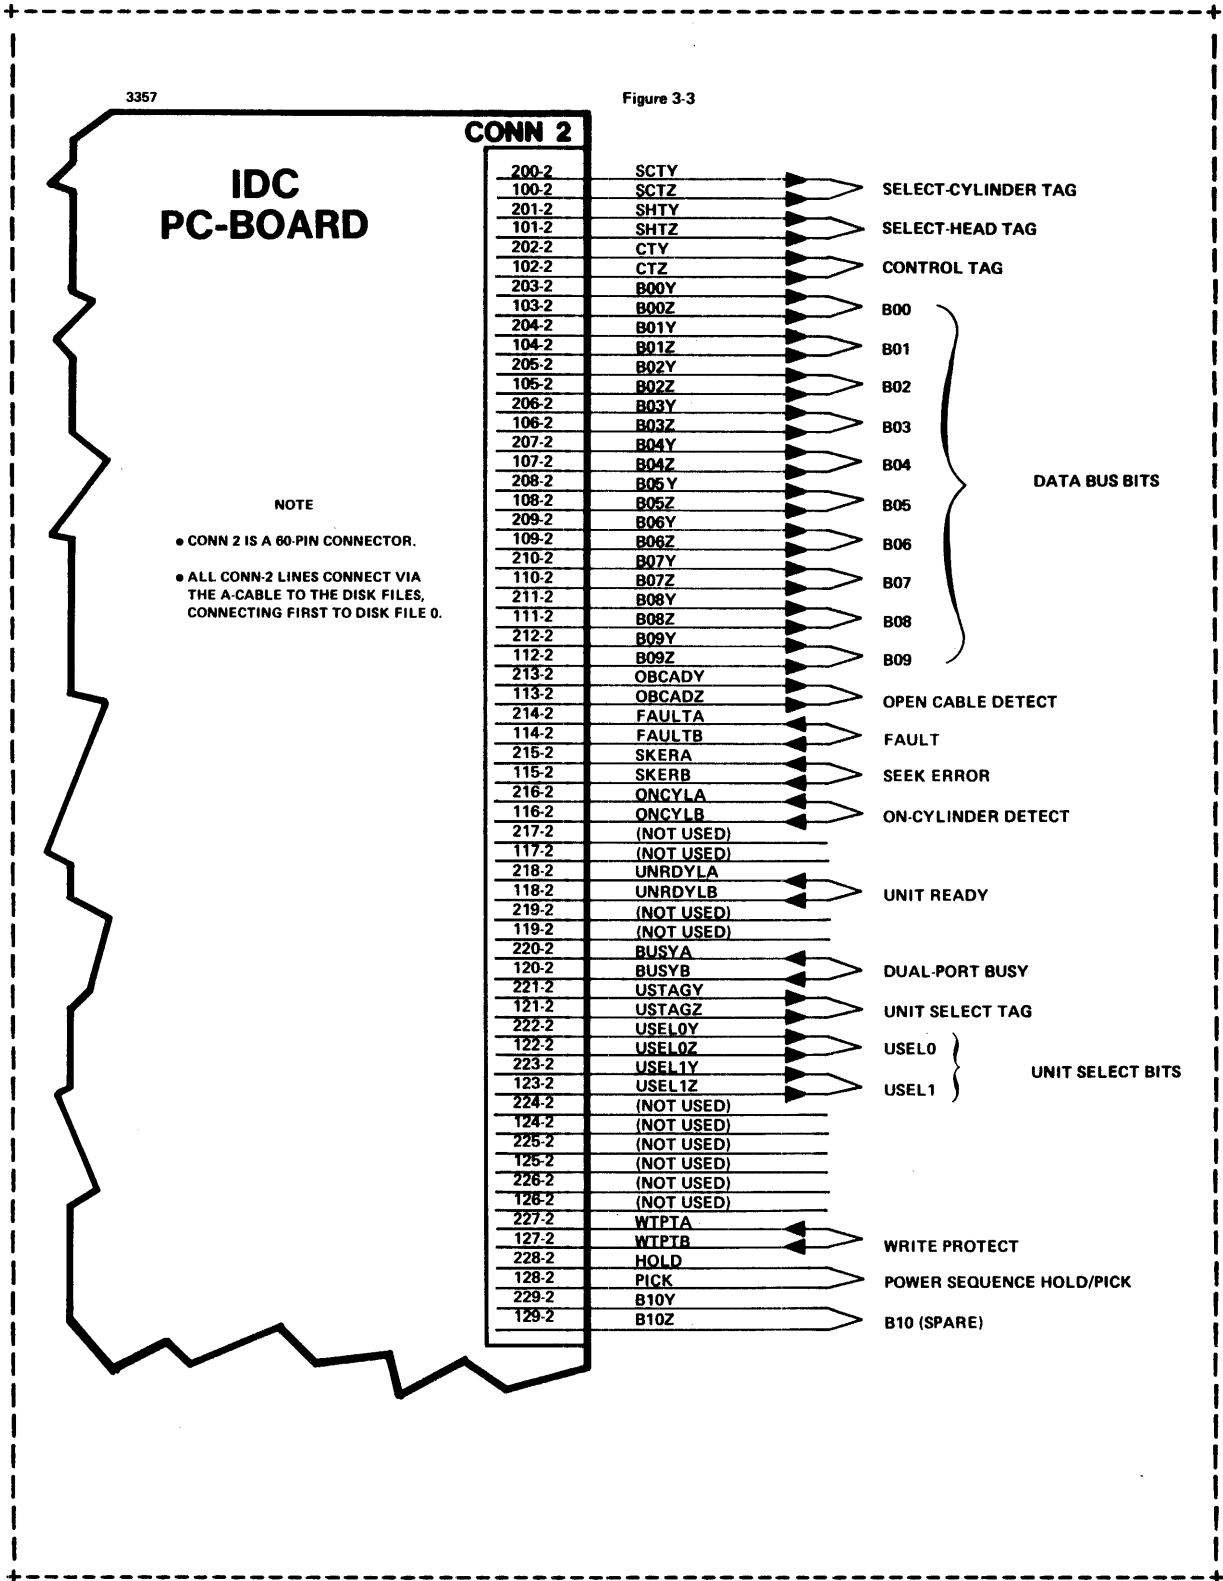 3357 Figure 3-3
CONN 2
IDC
PC-BOARD
200-2 SCTY
100-2 SCTZ
SELECT-CYLINDER TAG
201-2 SHTY
101-2 SHTZ
SELECT-HEAD TAG
202-2 CTY
102-2 CTZ
CONTROL TAG
203-2 B00Y
103-2 B00Z
B00
204-2 B01Y
104-2 B01Z
B01
205-2 B02Y
105-2 B02Z
B02
206-2 B03Y
106-2 B03Z
B03
207-2 B04Y
107-2 B04Z
B04
208-2 B05Y
108-2 B05Z
B05
209-2 B06Y
109-2 B06Z
B06
210-2 B07Y
110-2 B07Z
B07
211-2 B08Y
111-2 B08Z
B08
212-2 B09Y
112-2 B09Z
B09
DATA BUS BITS
213-2 OBCADY
113-2 OBCADZ
OPEN CABLE DETECT
214-2 FAULTA
114-2 FAULTB
FAULT
215-2 SKERA
115-2 SKERB
SEEK ERROR
216-2 ONCYLA
116-2 ONCYLB
ON-CYLINDER DETECT
217-2 (NOT USED)
117-2 (NOT USED)
218-2 UNRDYLA
118-2 UNRDYLB
UNIT READY
219-2 (NOT USED)
119-2 (NOT USED)
220-2 BUSYA
120-2 BUSYB
DUAL-PORT BUSY
221-2 USTAGY
121-2 USTAGZ
UNIT SELECT TAG
222-2 USEL0Y
122-2 USEL0Z
USEL0
223-2 USEL1Y
123-2 USEL1Z
USEL1
UNIT SELECT BITS
224-2 (NOT USED)
124-2 (NOT USED)
225-2 (NOT USED)
125-2 (NOT USED)
226-2 (NOT USED)
126-2 (NOT USED)
227-2 WTPTA
127-2 WTPTB
WRITE PROTECT
228-2 HOLD
128-2 PICK
POWER SEQUENCE HOLD/PICK
229-2 B10Y
129-2 B10Z
B10 (SPARE)
NOTE
● CONN 2 IS A 60-PIN CONNECTOR.
● ALL CONN-2 LINES CONNECT VIA
THE A-CABLE TO THE DISK FILES,
CONNECTING FIRST TO DISK FILE 0.